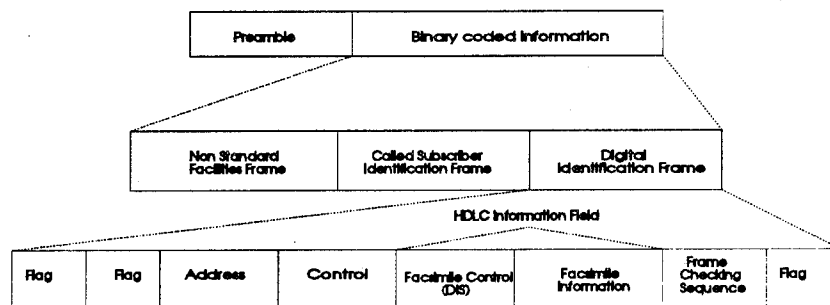 Preamble
Binary coded information
Non Standard
Facilities Frame
Called Subscriber
Identification Frame
Digital
Identification Frame
HDLC Information Field
Flag
Flag
Address
Control
Facsimile Control
(DIS)
Facsimile
Information
Frame
Checking
Sequence
Flag